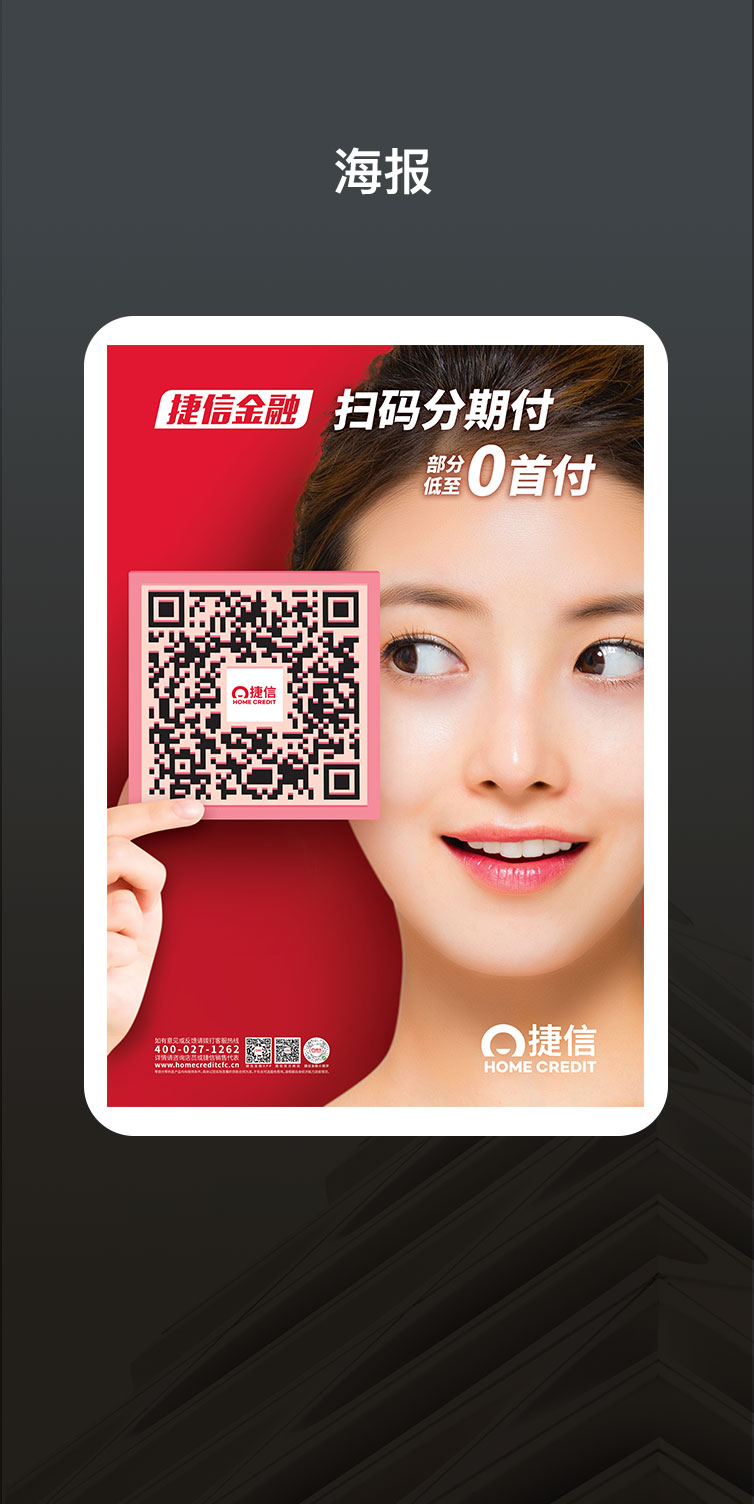 海报
捷信金融
扫码分期付
部分
低至
0首付
捷信
HOME CREDIT
如有意见或反馈请拨打客服热线
400-027-1262
详情请咨询店员或捷信销售代表
www.homecreditcfc.cn
捷信
HOME CREDIT